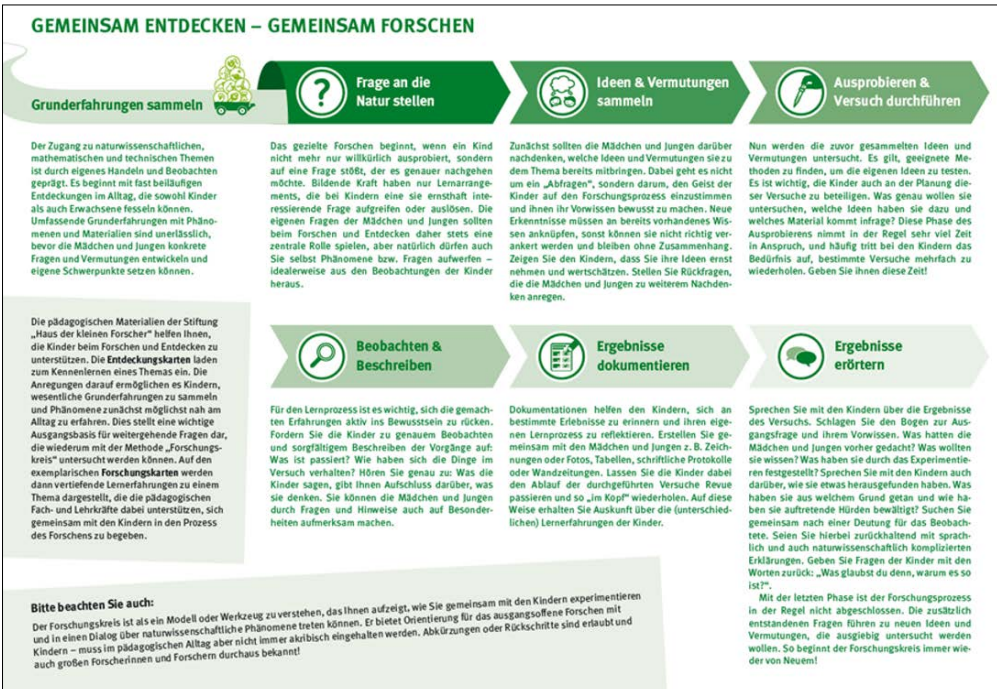 GEMEINSAM ENTDECKEN – GEMEINSAM FORSCHEN
Grunderfahrungen sammeln
Der Zugang zu naturwissenschaftlichen,
mathematischen und technischen Themen
ist durch eigenes Handeln und Beobachten
geprägt. Es beginnt mit fast beiläufigen
Entdeckungen im Alltag, die sowohl Kinder
als auch Erwachsene fesseln können.
Umfassende Grunderfahrungen mit Phäno-
menen und Materialien sind unerlässlich,
bevor die Mädchen und Jungen konkrete
Fragen und Vermutungen entwickeln und
eigene Schwerpunkte setzen können.
Die pädagogischen Materialien der Stiftung
„Haus der kleinen Forscher“ helfen Ihnen,
die Kinder beim Forschen und Entdecken zu
unterstützen. Die Entdeckungskarten laden
zum Kennenlernen eines Themas ein. Die
Anregungen darauf ermöglichen es Kindern,
wesentliche Grunderfahrungen zu sammeln
und Phänomene zunächst möglichst nah am
Alltag zu erfahren. Dies stellt eine wichtige
Ausgangsbasis für weitergehende Fragen dar,
die wiederum mit der Methode „Forschungs-
kreis“ untersucht werden können. Auf den
exemplarischen Forschungskarten werden
dann vertiefende Lernerfahrungen zu einem
Thema dargestellt, die die pädagogischen
Fach- und Lehrkräfte dabei unterstützen, sich
gemeinsam mit den Kindern in den Prozess
des Forschens zu begeben.
?
Frage an die
Natur stellen
Das gezielte Forschen beginnt, wenn ein Kind
nicht mehr nur willkürlich ausprobiert, sondern
auf eine Frage stößt, der es genauer nachgehen
möchte. Bildende Kraft haben nur Lernarrange-
ments, die bei Kindern eine sie ernsthaft inte-
ressierende Frage aufgreifen oder auslösen. Die
eigenen Fragen der Mädchen und Jungen sollten
beim Forschen und Entdecken daher stets eine
zentrale Rolle spielen, aber natürlich dürfen auch
Sie selbst Phänomene bzw. Fragen aufwerfen –
idealerweise aus den Beobachtungen der Kinder
heraus.
Ideen & Vermutungen
sammeln
Zunächst sollten die Mädchen und Jungen darüber
nachdenken, welche Ideen und Vermutungen sie zu
dem Thema bereits mitbringen. Dabei geht es nicht
um ein „Abfragen“, sondern darum, den Geist der
Kinder auf den Forschungsprozess einzustimmen
und ihnen ihr Vorwissen bewusst zu machen. Neue
Erkenntnisse müssen an bereits vorhandenes Wis-
sen anknüpfen, sonst können sie nicht richtig ver-
ankert werden und bleiben ohne Zusammenhang.
Zeigen Sie den Kindern, dass Sie ihre Ideen ernst
nehmen und wertschätzen. Stellen Sie Rückfragen,
die die Mädchen und Jungen zu weiterem Nachden-
ken anregen.
Ausprobieren &
Versuch durchführen
Nun werden die zuvor gesammelten Ideen und
Vermutungen untersucht. Es gilt, geeignete Me-
thoden zu finden, um die eigenen Ideen zu testen.
Es ist wichtig, die Kinder auch an der Planung die-
ser Versuche zu beteiligen. Was genau wollen sie
untersuchen, welche Ideen haben sie dazu und
welches Material kommt infrage? Diese Phase des
Ausprobierens nimmt in der Regel sehr viel Zeit
in Anspruch, und häufig tritt bei den Kindern das
Bedürfnis auf, bestimmte Versuche mehrfach zu
wiederholen. Geben Sie ihnen diese Zeit!
Beobachten &
Beschreiben
Für den Lernprozess ist es wichtig, sich die gemach-
ten Erfahrungen aktiv ins Bewusstsein zu rücken.
Fordern Sie die Kinder zu genauem Beobachten
und sorgfältigem Beschreiben der Vorgänge auf:
Was ist passiert? Wie haben sich die Dinge im
Versuch verhalten? Hören Sie genau zu: Was die
Kinder sagen, gibt Ihnen Aufschluss darüber, was
sie denken. Sie können die Mädchen und Jungen
durch Fragen und Hinweise auch auf Besonder-
heiten aufmerksam machen.
Ergebnisse
dokumentieren
Dokumentationen helfen den Kindern, sich an
bestimmte Erlebnisse zu erinnern und ihren eige-
nen Lernprozess zu reflektieren. Erstellen Sie ge-
meinsam mit den Mädchen und Jungen z. B. Zeich-
nungen oder Fotos, Tabellen, schriftliche Protokolle
oder Wandzeitungen. Lassen Sie die Kinder dabei
den Ablauf der durchgeführten Versuche Revue
passieren und so „im Kopf“ wiederholen. Auf diese
Weise erhalten Sie Auskunft über die (unterschied-
lichen) Lernerfahrungen der Kinder.
Ergebnisse
erörtern
Sprechen Sie mit den Kindern über die Ergebnisse
des Versuchs. Schlagen Sie den Bogen zur Aus-
gangsfrage und ihrem Vorwissen. Was hatten die
Mädchen und Jungen vorher gedacht? Was wollten
sie wissen? Was haben sie durch das Experimentie-
ren festgestellt? Sprechen Sie mit den Kindern auch
darüber, wie sie etwas herausgefunden haben. Was
haben sie aus welchem Grund getan und wie ha-
ben sie auftretende Hürden bewältigt? Suchen Sie
gemeinsam nach einer Deutung für das Beobach-
tete. Seien Sie hierbei zurückhaltend mit sprach-
lich und auch naturwissenschaftlich komplizierten
Erklärungen. Geben Sie Fragen der Kinder mit den
Worten zurück: „Was glaubst du denn, warum es so
ist?“.
Mit der letzten Phase ist der Forschungsprozess
in der Regel nicht abgeschlossen. Die zusätzlich
entstandenen Fragen führen zu neuen Ideen und
Vermutungen, die ausgiebig untersucht werden
wollen. So beginnt der Forschungskreis immer wie-
der von Neuem!
Bitte beachten Sie auch:
Der Forschungskreis ist als ein Modell oder Werkzeug zu verstehen, das Ihnen aufzeigt, wie Sie gemeinsam mit den Kindern experimentieren
und in einen Dialog über naturwissenschaftliche Phänomene treten können. Er bietet Orientierung für das ausgangsoffene Forschen mit
Kindern – muss im pädagogischen Alltag aber nicht immer akribisch eingehalten werden. Abkürzungen oder Rückschritte sind erlaubt und
auch großen Forscherinnen und Forschern durchaus bekannt!